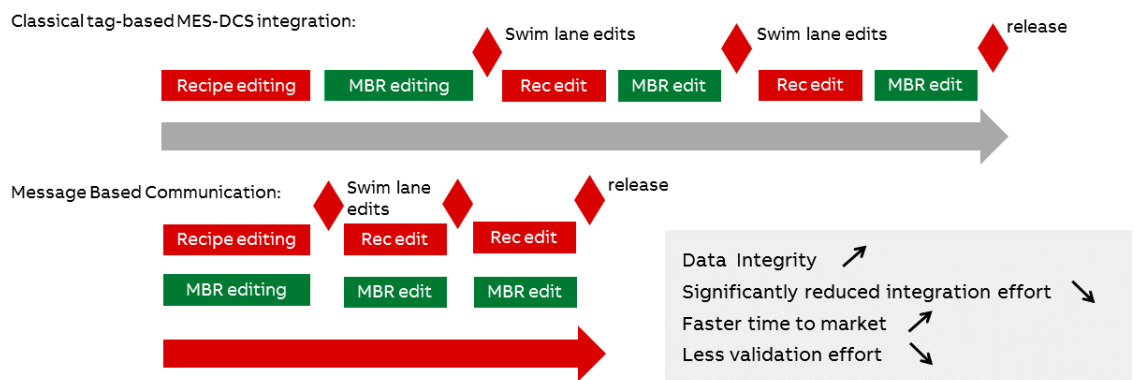 Classical tag-based MES-DCS integration:
Swim lane edits
Swim lane edits
release
Recipe editing
MBR editing
Rec edit
MBR edit
Rec edit
MBR edit
Message Based Communication:
Swim lane
edits
release
Recipe editing
Rec edit
Rec edit
MBR editing
MBR edit
MBR edit
Data Integrity
Significantly reduced integration effort
Faster time to market
Less validation effort